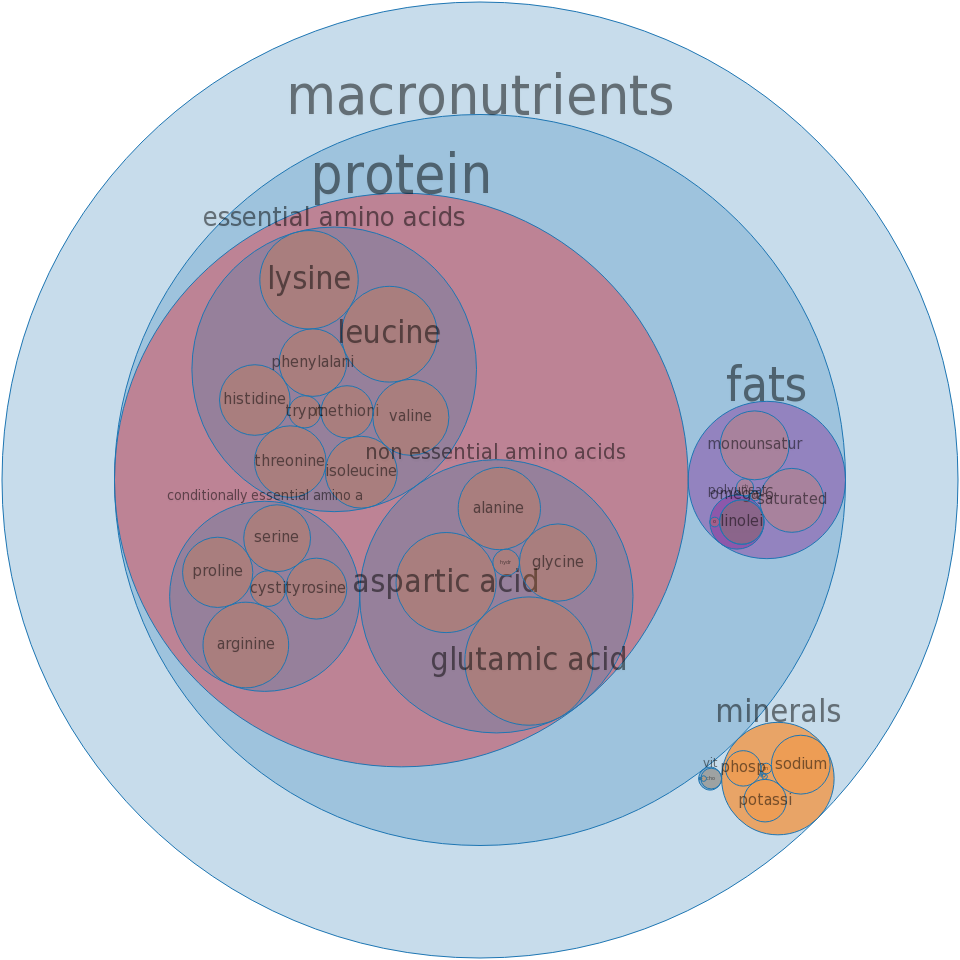 macronutrients
protein
essential amino acids
lysine
leucine
phenylalani
histidine
trypt
methioni
valine
threonine
isoleucine
non essential amino acids
conditionally essential amino a
alanine
serine
proline
cysti
tyrosine
arginine
glycine
hydr
aspartic acid
glutamic acid
fats
monounsatur
polyunsatc
saturated
linolei
minerals
vit
phosp
sodium
potassi
cho